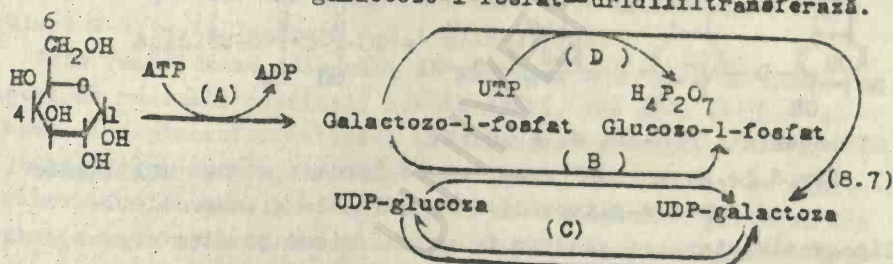 galactozo-1-fosfat-uridililtransferază.
6
CH₂OH
HO
O
4
OH
1
OH
OH
ATP
ADP
(A)
(D)
UTP
H₄P₂O₇
Galactozo-1-fosfat
Glucozo-1-fosfat
(B)
(8.7)
UDP-glucoza
UDP-galactoza
(C)